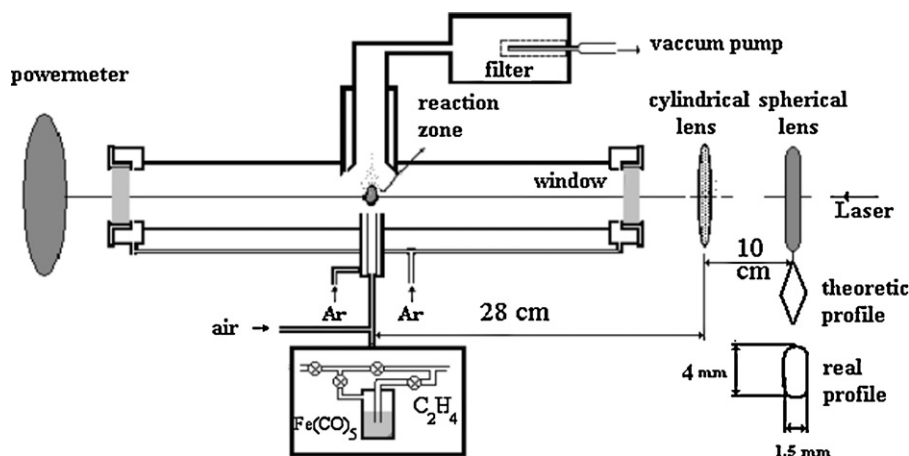 vaccum pump
filter
powermeter
reaction
zone
cylindrical
lens
spherical
lens
window
Laser
10
cm
theoretic
profile
Ar
Ar
28 cm
air
4 mm
real
profile
Fe(CO)5
C2H4
1.5 mm